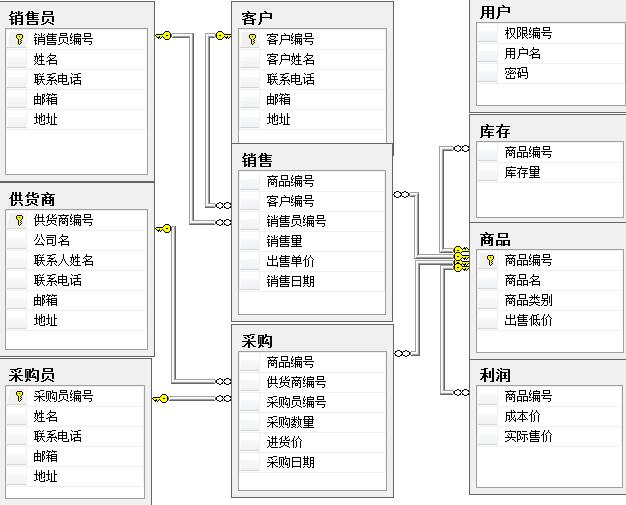 销售员
销售员编号
姓名
联系电话
邮箱
地址
供货商
供货商编号
公司名
联系人姓名
联系电话
邮箱
地址
采购员
采购员编号
姓名
联系电话
邮箱
地址
客户
客户编号
客户姓名
联系电话
邮箱
地址
销售
商品编号
客户编号
销售员编号
销售量
出售单价
销售日期
采购
商品编号
供货商编号
采购员编号
采购数量
进货价
采购日期
用户
权限编号
用户名
密码
库存
商品编号
库存量
商品
商品编号
商品名
商品类别
出售低价
利润
商品编号
成本价
实际售价